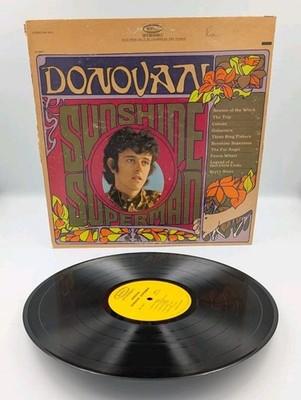 EPIC
STEREO
DONOVAN
SUNSHINE
SUPERMAN
Season of the Witch
The Trip
Celeste
Guinevere
Three King Fishers
Sunshine Superman
The Fat Angel
Ferris Wheel
Legend of a
Girl Child Linda
Bert's Blues